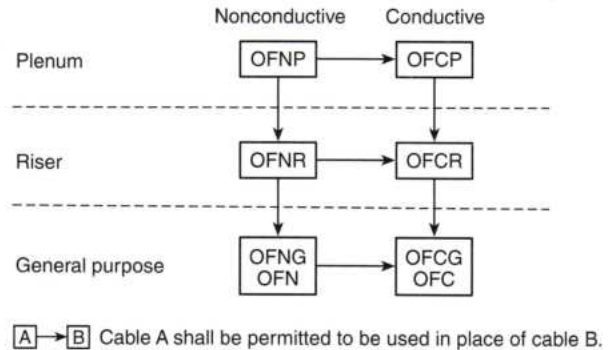 Nonconductive Conductive
Plenum OFNP OFCP
Riser OFNR OFCR
OFNG OFCG
General purpose
OFN OFC
A B Cable A shall be permitted to be used in place of cable B.